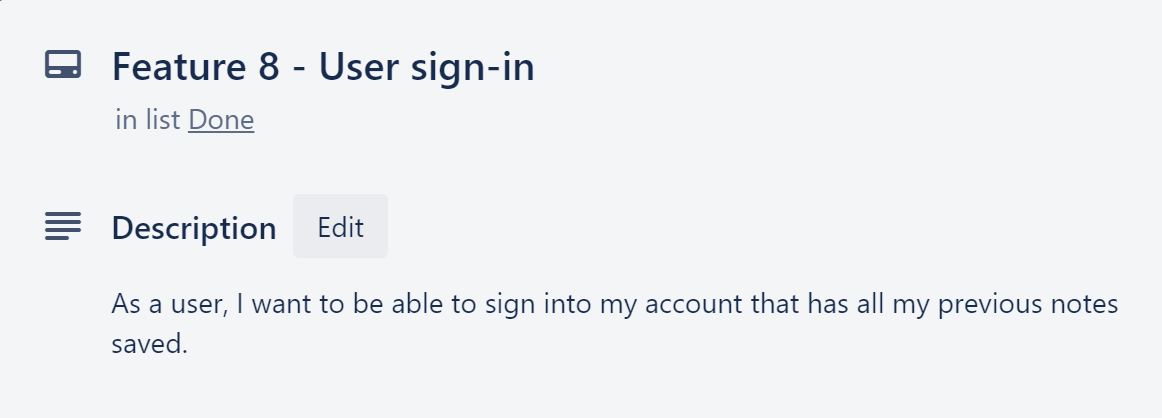 Feature 8 - User sign-in
in list Done
Description Edit
As a user, I want to be able to sign into my account that has all my previous notes
saved.